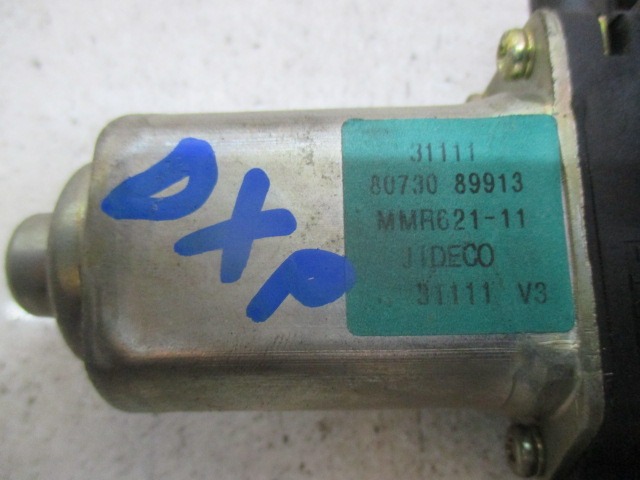 DXP
31111
80730 89913
MMR621-11
JIDECO
31111 V3